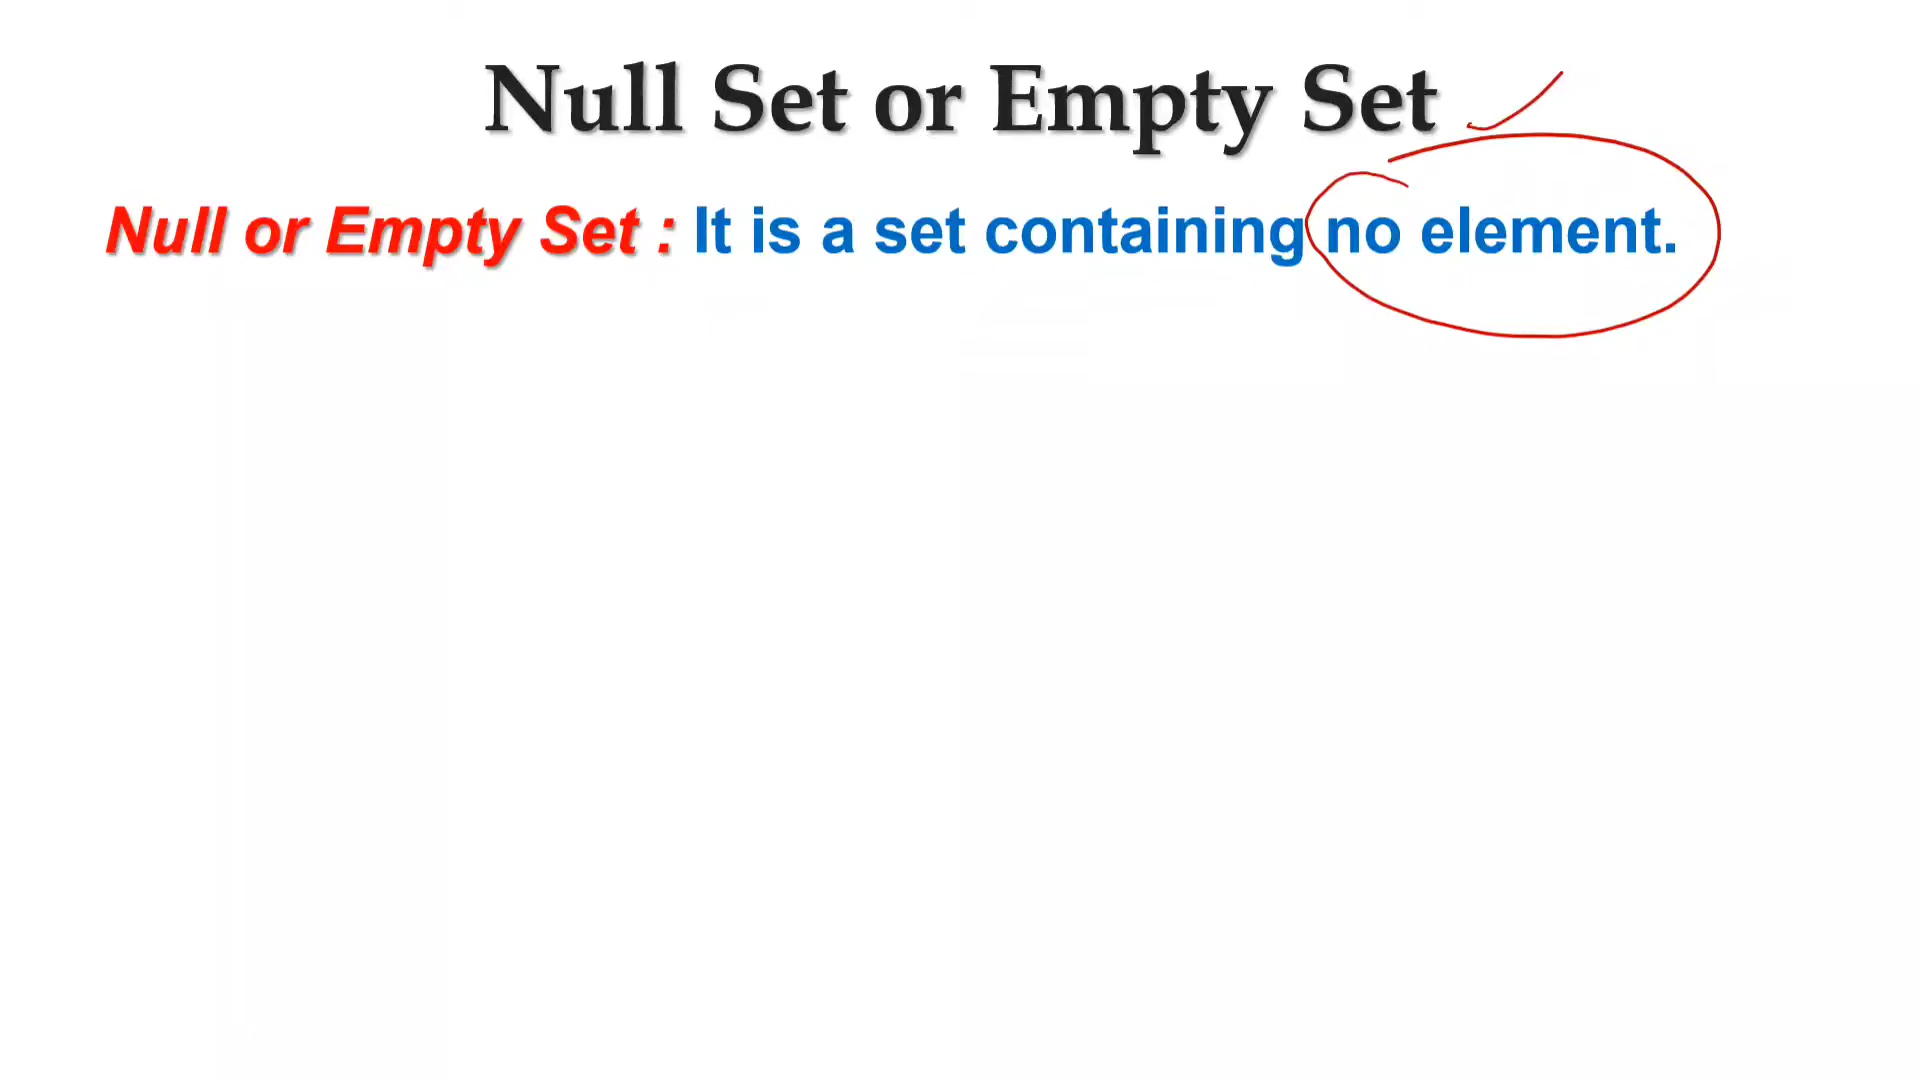 Null Set or Empty Set
Null or Empty Set : It is a set containing no element.